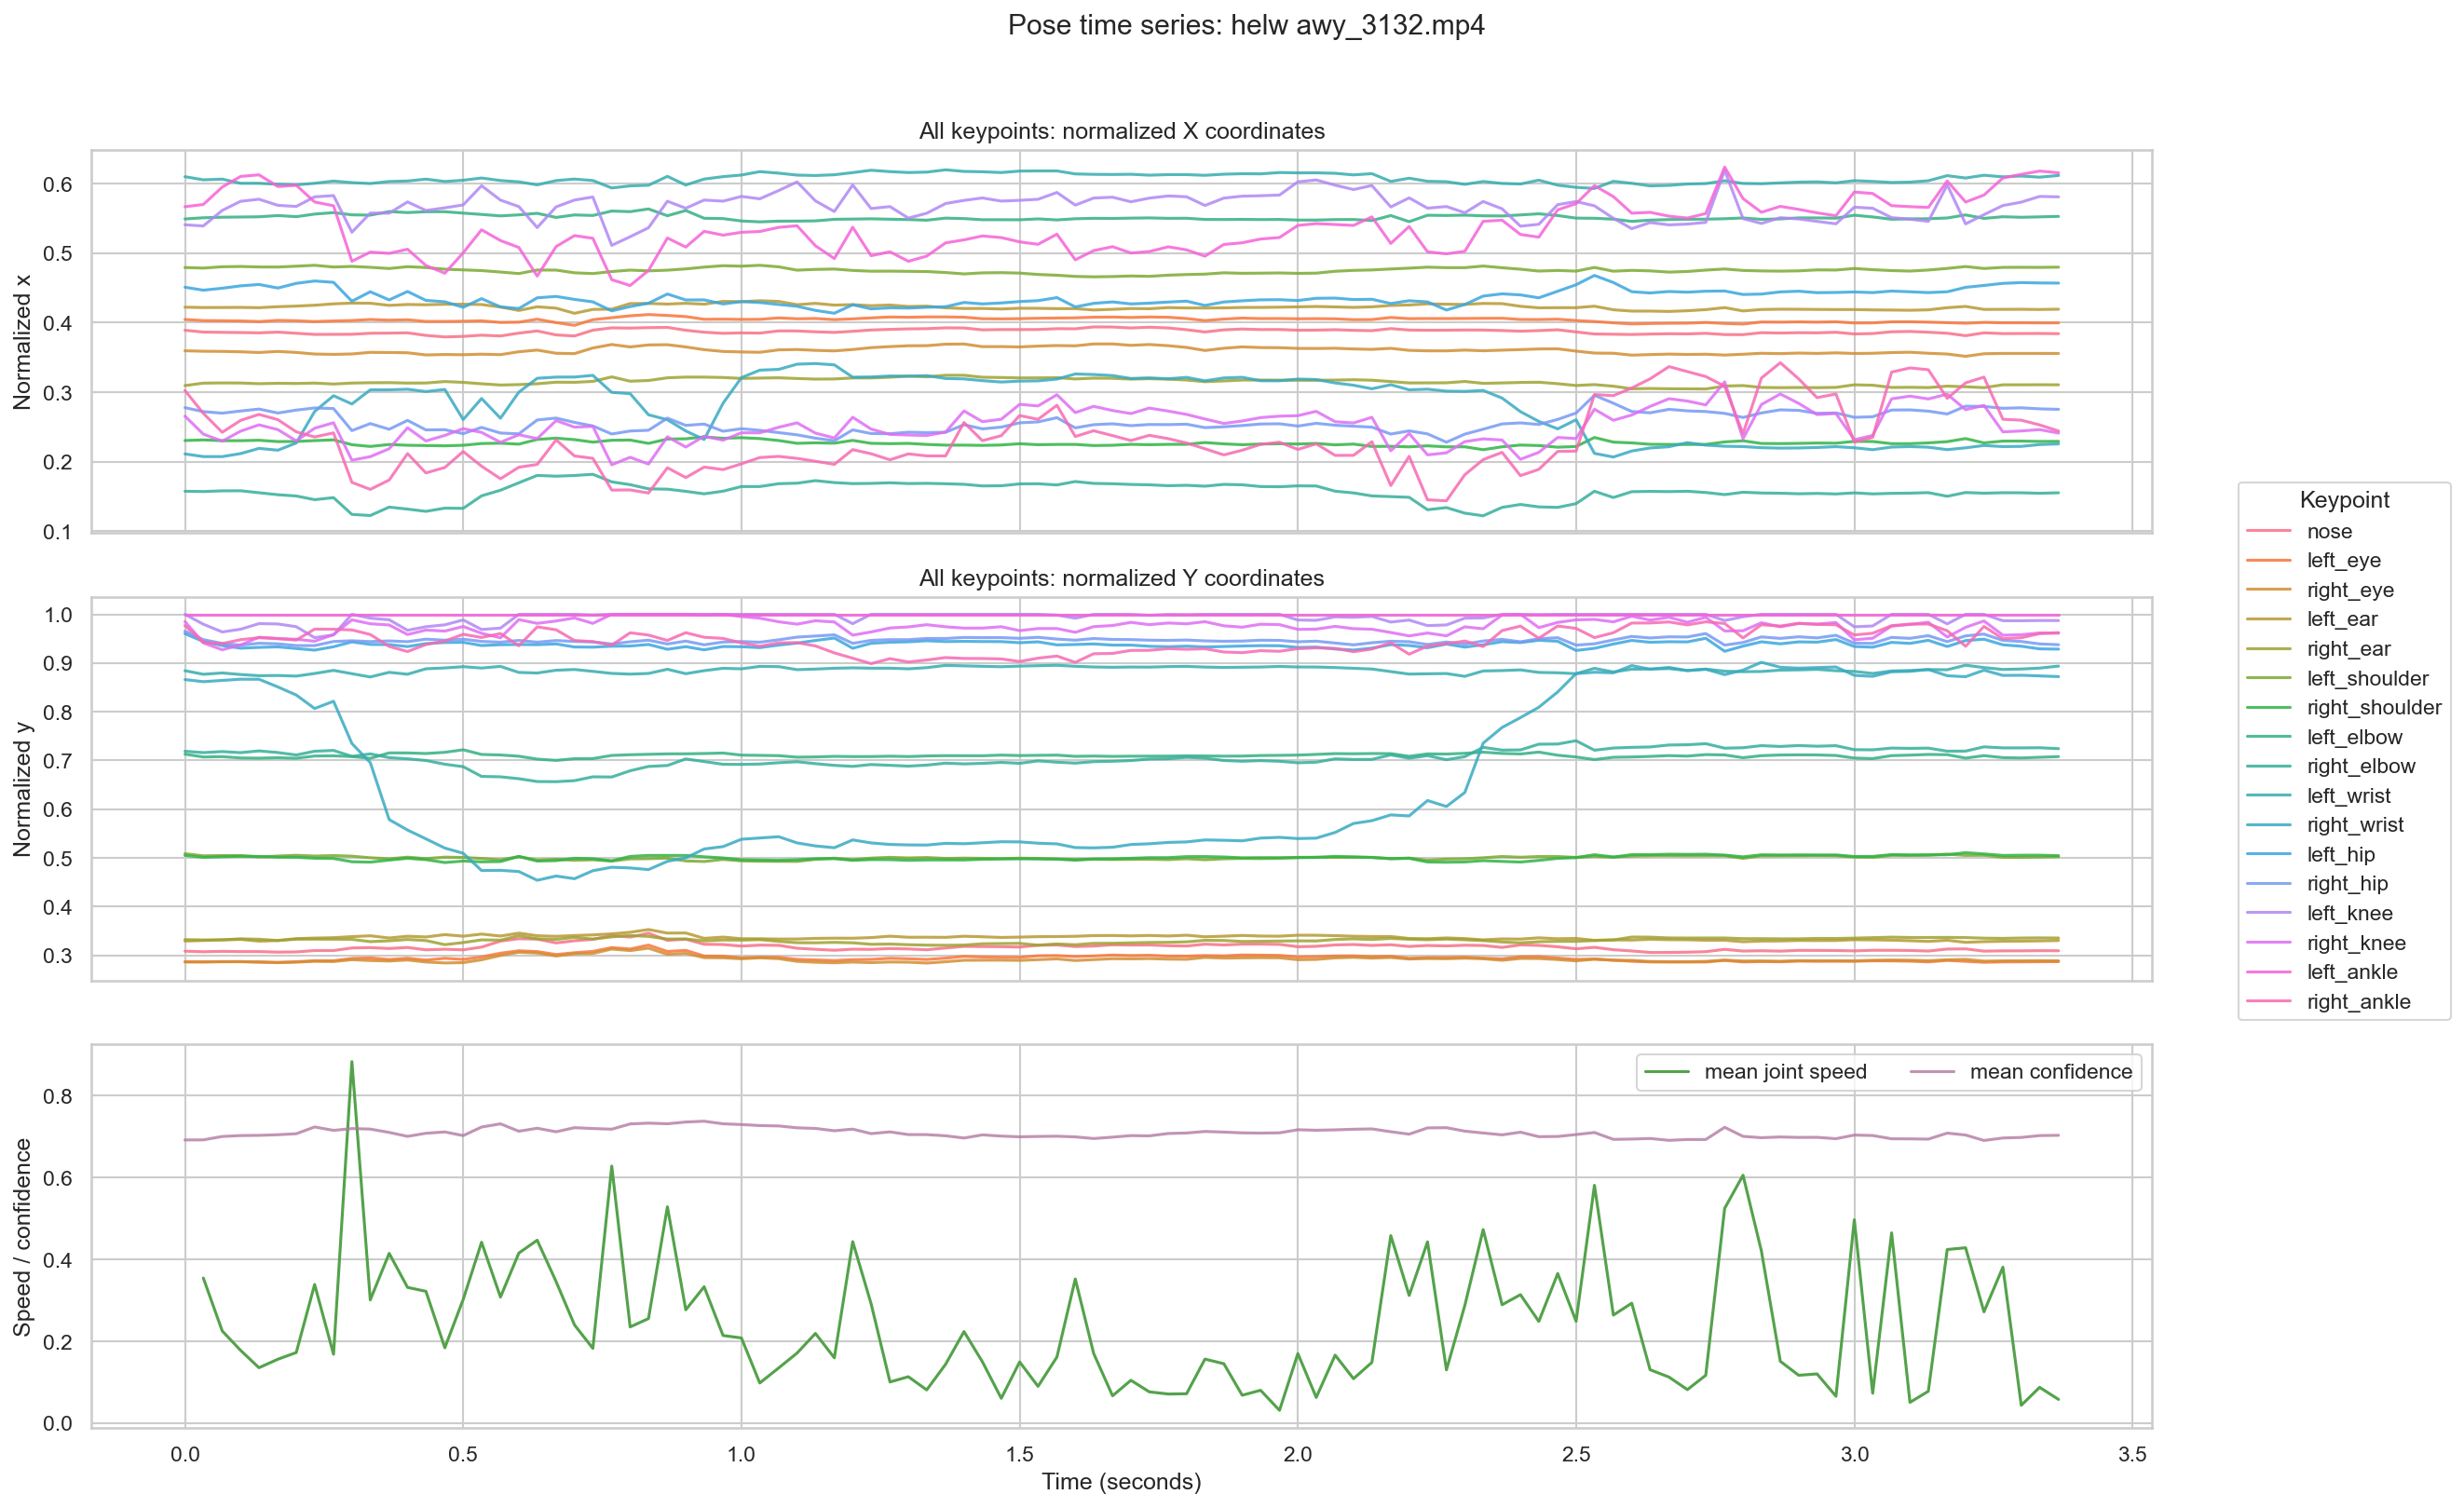 Pose time series: helw awy_3132.mp4
All keypoints: normalized X coordinates
Normalized x
0.6
0.5
0.4
0.3
0.2
0.1
All keypoints: normalized Y coordinates
Normalized y
1.0
0.9
0.8
0.7
0.6
0.5
0.4
0.3
Keypoint
nose
left_eye
right_eye
left_ear
right_ear
left_shoulder
right_shoulder
left_elbow
right_elbow
left_wrist
right_wrist
left_hip
right_hip
left_knee
right_knee
left_ankle
right_ankle
mean joint speed
mean confidence
Speed / confidence
0.8
0.6
0.4
0.2
0.0
0.0 0.5 1.0 1.5 2.0 2.5 3.0 3.5
Time (seconds)